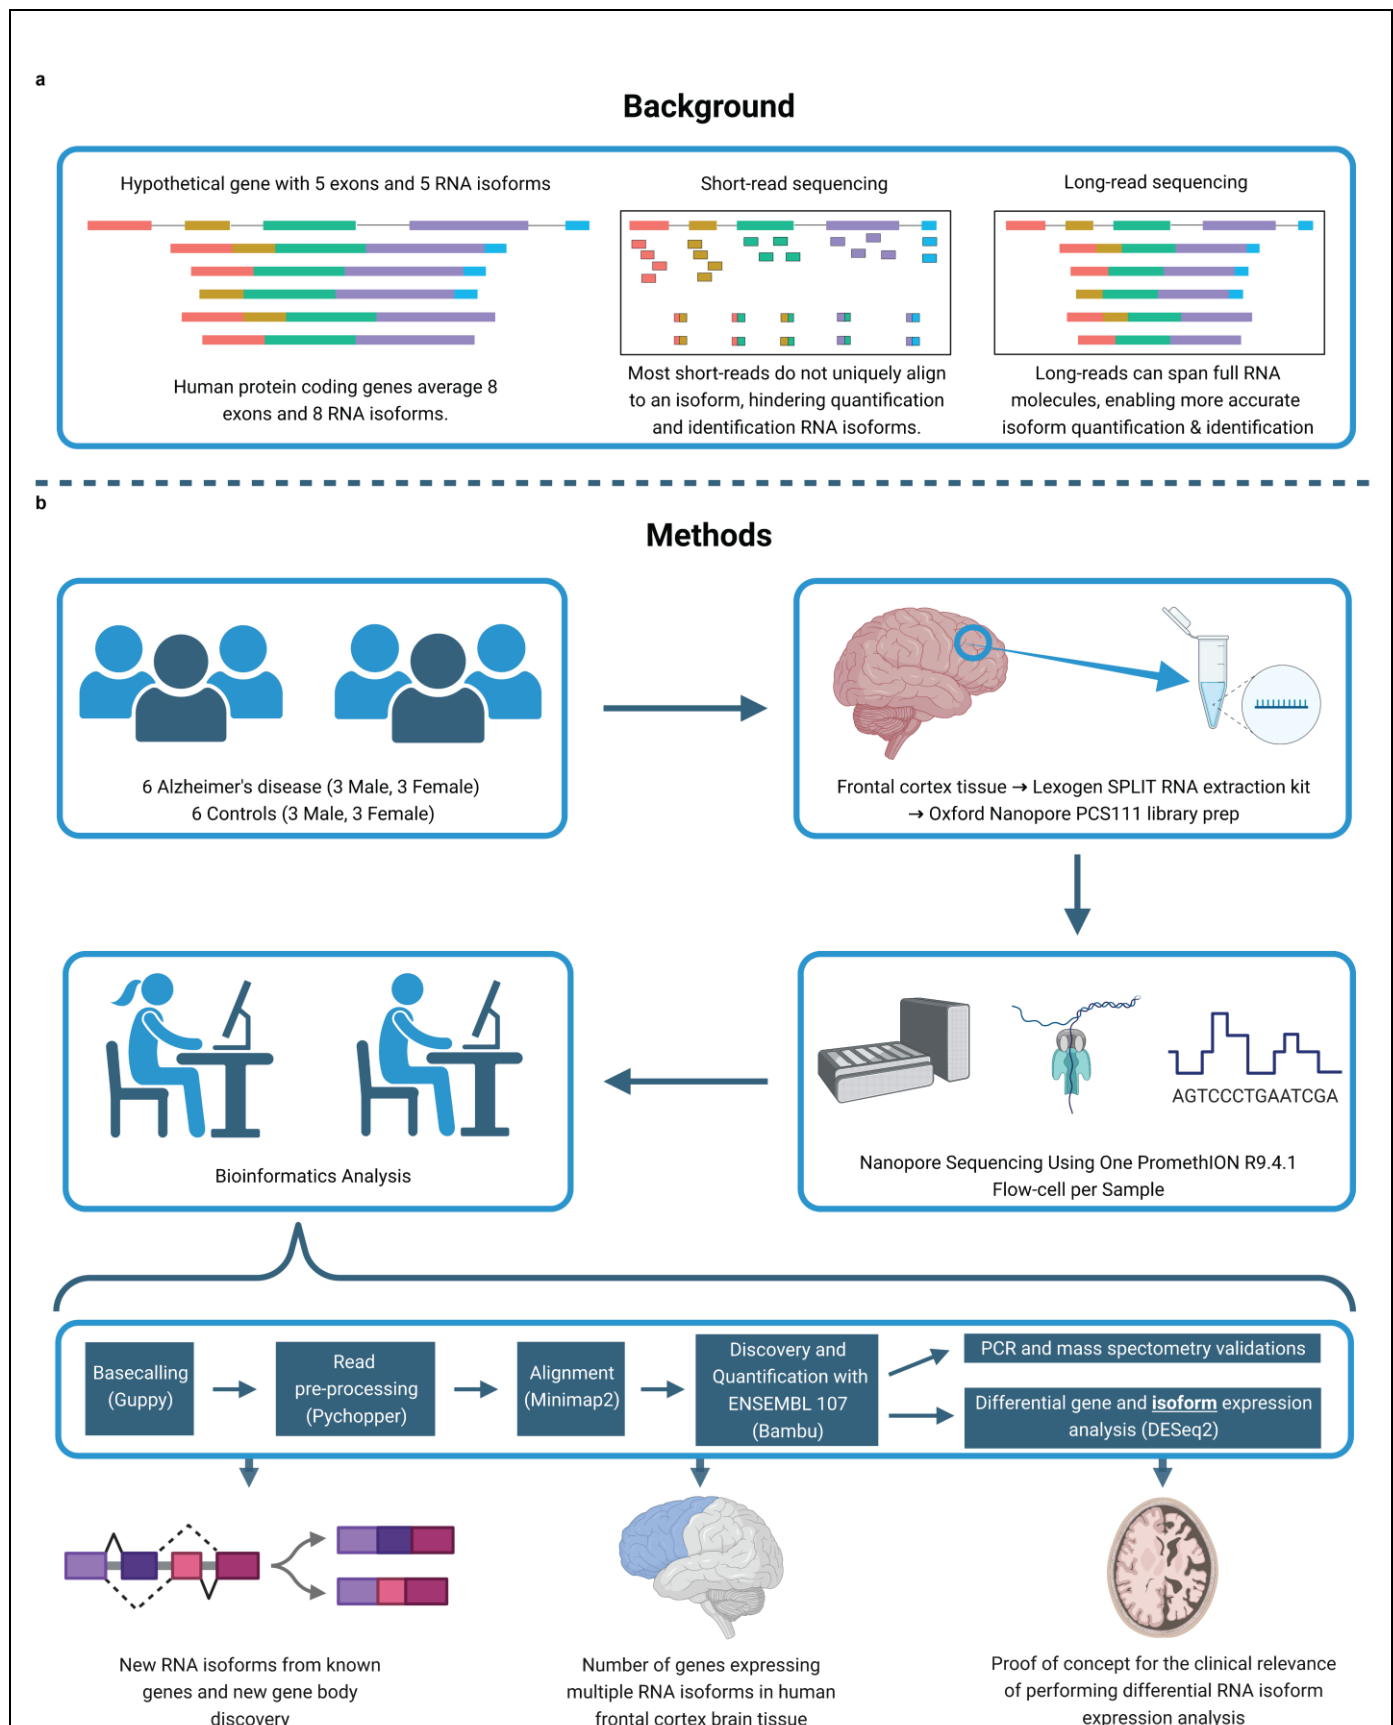 a
Background
Hypothetical gene with 5 exons and 5 RNA isoforms
Human protein coding genes average 8
exons and 8 RNA isoforms.
Short-read sequencing
Most short-reads do not uniquely align
to an isoform, hindering quantification
and identification RNA isoforms.
Long-read sequencing
Long-reads can span full RNA
molecules, enabling more accurate
isoform quantification & identification
b
Methods
6 Alzheimer's disease (3 Male, 3 Female)
6 Controls (3 Male, 3 Female)
Frontal cortex tissue → Lexogen SPLIT RNA extraction kit
→ Oxford Nanopore PCS111 library prep
AGTCCCTGAATCGA
Nanopore Sequencing Using One PromethION R9.4.1
Flow-cell per Sample
Bioinformatics Analysis
Basecalling
(Guppy)
Read
pre-processing
(Pychopper)
Alignment
(Minimap2)
Discovery and
Quantification with
ENSEMBL 107
(Bambu)
PCR and mass spectometry validations
Differential gene and isoform expression
analysis (DESeq2)
New RNA isoforms from known
genes and new gene body
discovery
Number of genes expressing
multiple RNA isoforms in human
frontal cortex brain tissue
Proof of concept for the clinical relevance
of performing differential RNA isoform
expression analysis